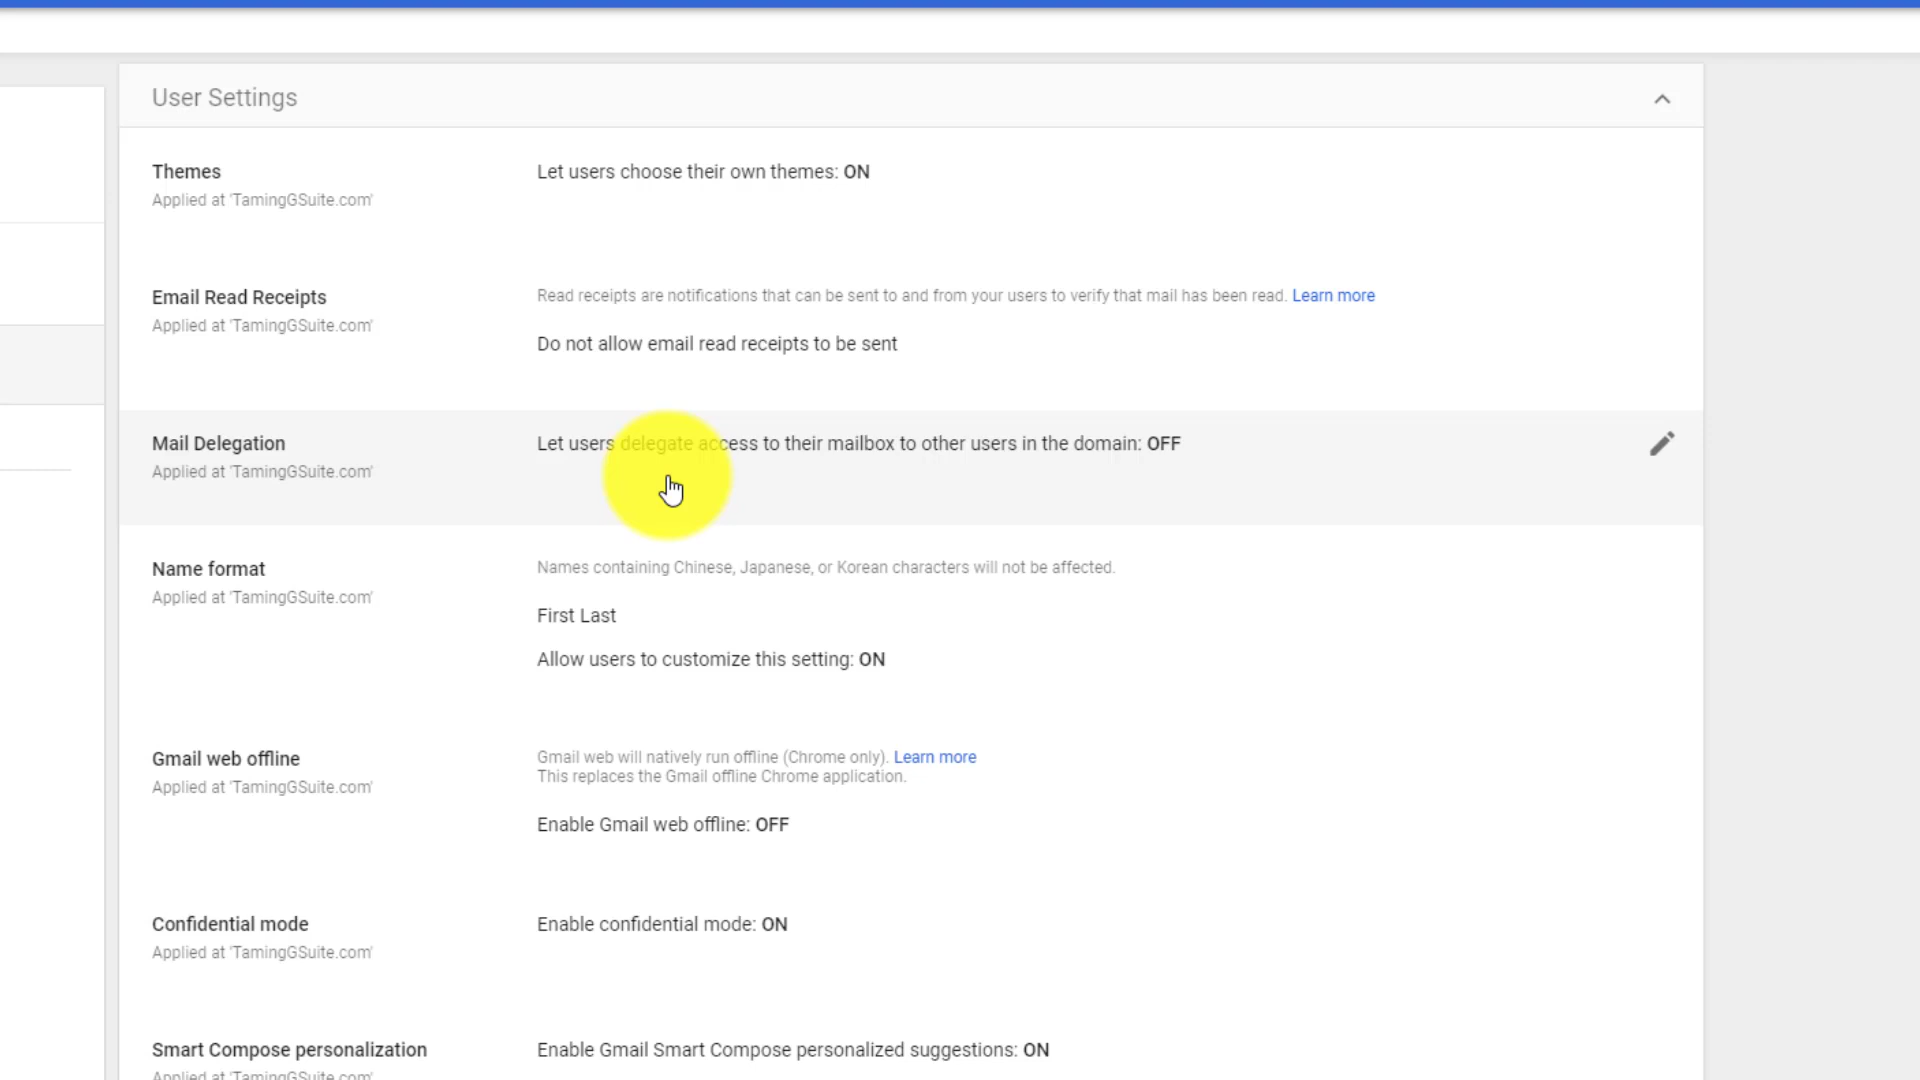 User Settings
Themes
Applied at 'TamingGSuite.com'
Let users choose their own themes: ON
Email Read Receipts
Applied at 'TamingGSuite.com'
Read receipts are notifications that can be sent to and from your users to verify that mail has been read. Learn more
Do not allow email read receipts to be sent
Mail Delegation
Applied at 'TamingGSuite.com'
Let users delegate access to their mailbox to other users in the domain: OFF
Name format
Applied at 'TamingGSuite.com'
Names containing Chinese, Japanese, or Korean characters will not be affected.
First Last
Allow users to customize this setting: ON
Gmail web offline
Applied at 'TamingGSuite.com'
Gmail web will natively run offline (Chrome only). Learn more
This replaces the Gmail offline Chrome application.
Enable Gmail web offline: OFF
Confidential mode
Applied at 'TamingGSuite.com'
Enable confidential mode: ON
Smart Compose personalization
Applied at 'TamingGSuite.com'
Enable Gmail Smart Compose personalized suggestions: ON